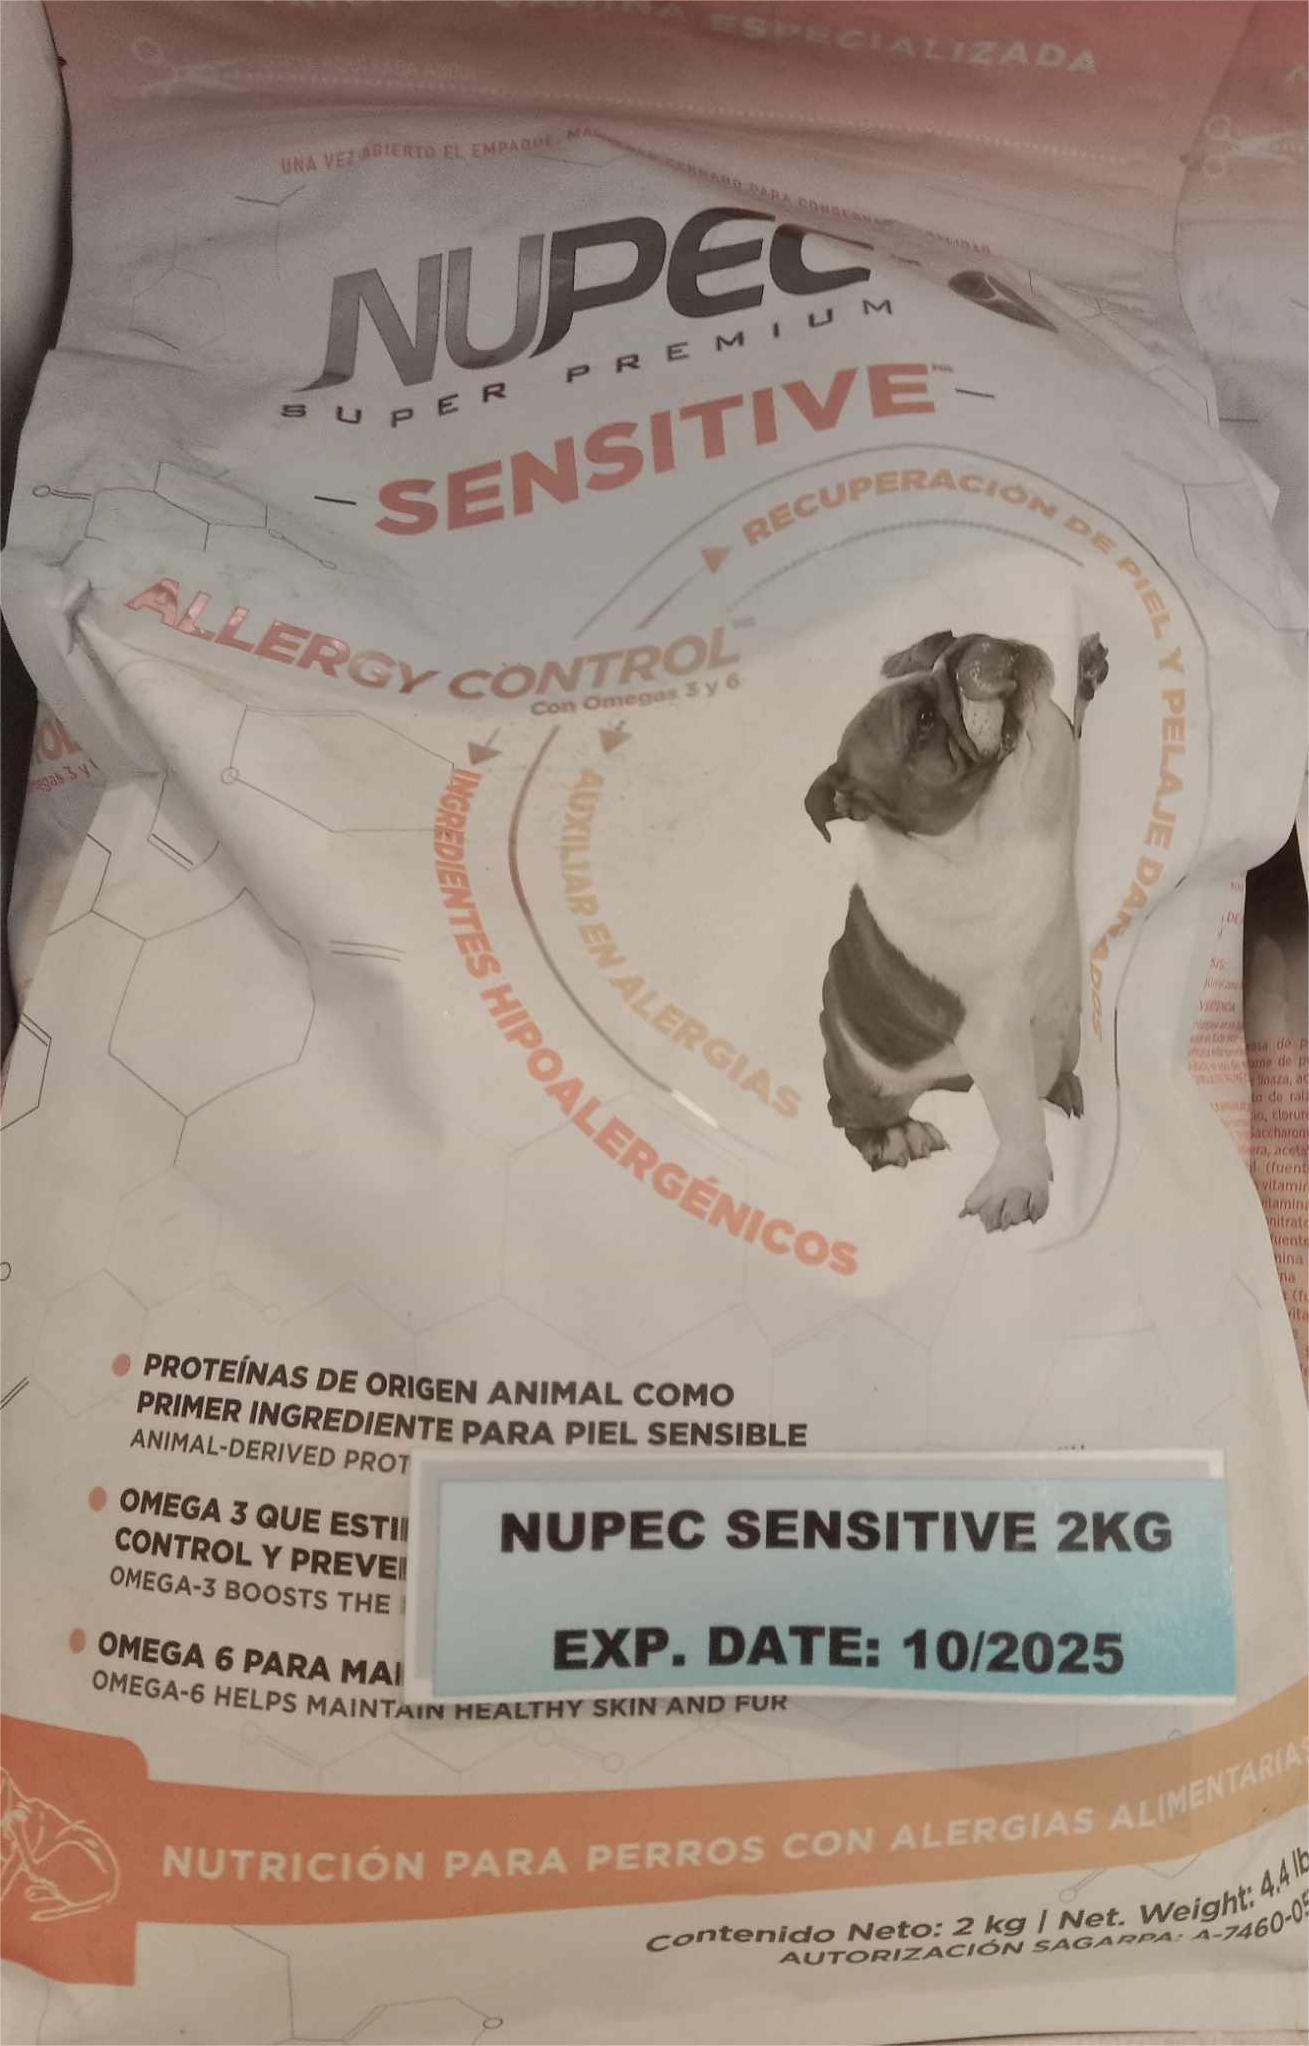 ESPECIALIZADA
UNA VEZ ABIERTO EL EMPAQUE
CERRADO PARA
NUPEC
SUPER PREMIUM
SENSITIVE
ALLERGY CONTROL
Con Omegas 3 y 6
RECUPERACIÓN DE PIEL Y PELAJE DAÑADOS
AUXILIAR EN ALERGIAS
INGREDIENTES HIPOALERGÉNICOS
PROTEÍNAS DE ORIGEN ANIMAL COMO
PRIMER INGREDIENTE PARA PIEL SENSIBLE
ANIMAL-DERIVED PROT
OMEGA 3 QUE ESTI
CONTROL Y PREVE
OMEGA-3 BOOSTS THE
OMEGA 6 PARA MA
OMEGA-6 HELPS MAINTAIN HEALTHY SKIN AND FUR
NUPEC SENSITIVE 2KG
EXP. DATE: 10/2025
NUTRICIÓN PARA PERROS CON ALERGIAS ALIMENTARIAS
Contenido Neto: 2 kg | Net. Weight: 4.4 lb
AUTORIZACIÓN SAGARPA: A-7460-05